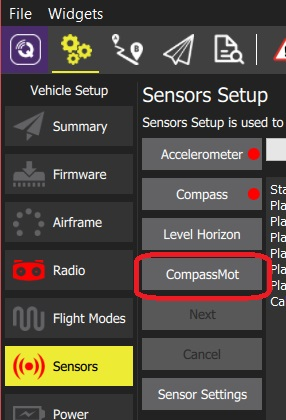 File Widgets
Vehicle Setup
Summary
Firmware
Airframe
Radio
Flight Modes
Sensors
Power
Sensors Setup
Sensors Setup is used to
Accelerometer
Compass
Level Horizon
CompassMot
Next
Cancel
Sensor Settings
Sta
Pla
Pla
Pla
Pla
Pla
Pla
Ca